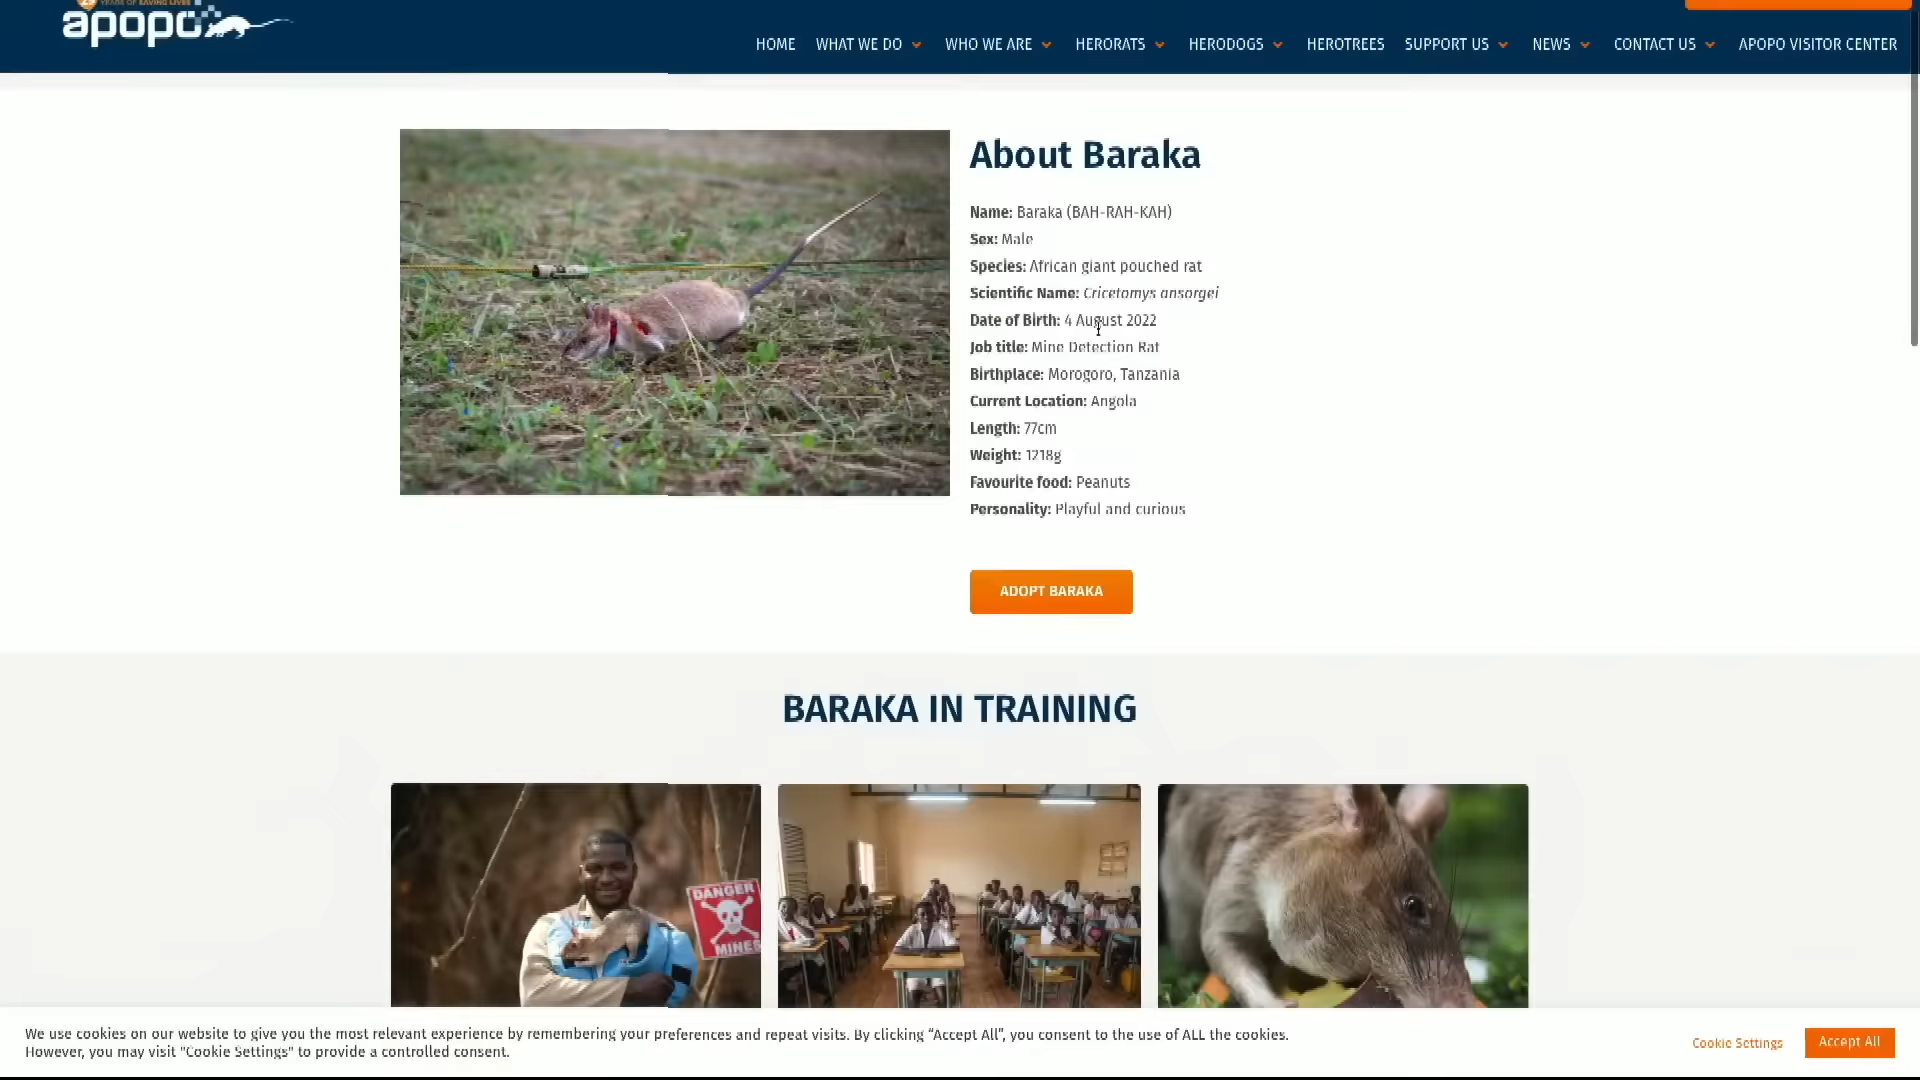 25 YEARS OF SAVING LIVES
apopo
HOME WHAT WE DO WHO WE ARE HERORATS HERODOGS HEROTREES SUPPORT US NEWS CONTACT US APOPO VISITOR CENTER
About Baraka
Name: Baraka (BAH-RAH-KAH)
Sex: Male
Species: African giant pouched rat
Scientific Name: Cricetomys ansorgei
Date of Birth: 4 August 2022
Job title: Mine Detection Rat
Birthplace: Morogoro, Tanzania
Current Location: Angola
Length: 77cm
Weight: 1218g
Favourite food: Peanuts
Personality: Playful and curious
ADOPT BARAKA
BARAKA IN TRAINING
DANGER
MINES
We use cookies on our website to give you the most relevant experience by remembering your preferences and repeat visits. By clicking “Accept All”, you consent to the use of ALL the cookies.
However, you may visit "Cookie Settings" to provide a controlled consent.
Cookie Settings
Accept All